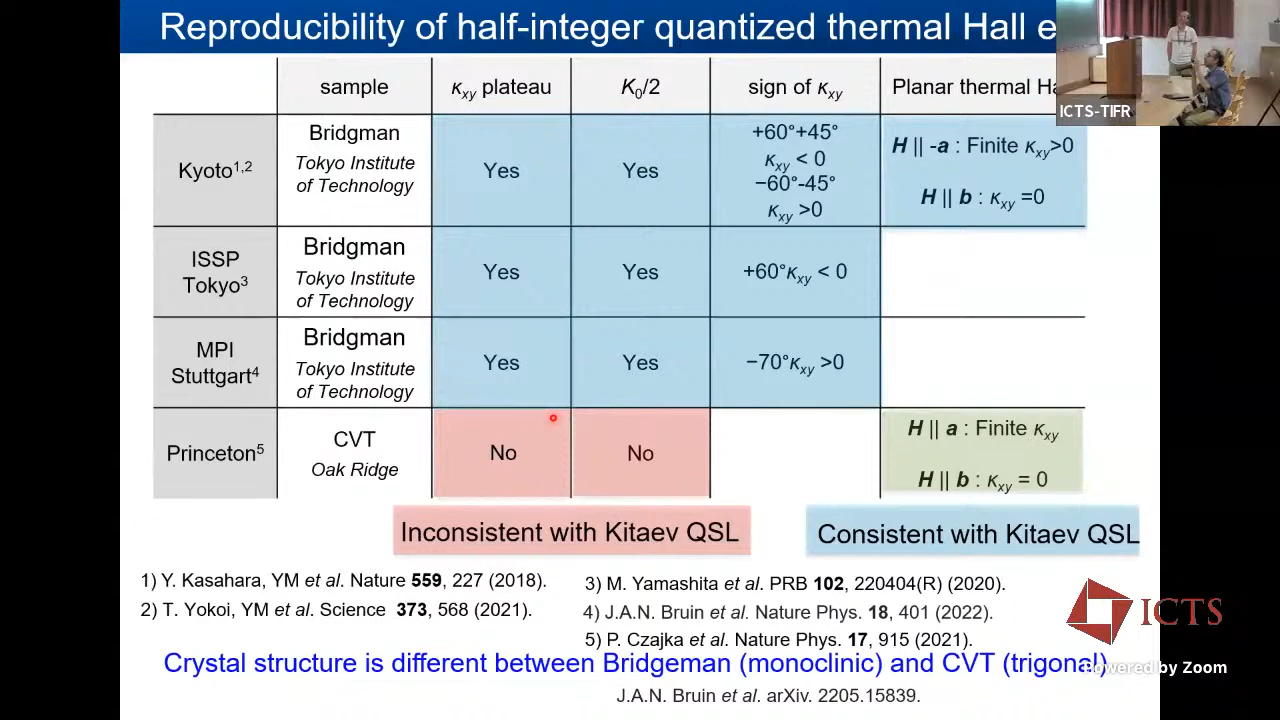 Reproducibility of half-integer quantized thermal Hall e
ICTS-TIFR
sample
κxy plateau
K0/2
sign of κxy
Planar thermal Ha
Kyoto1,2
Bridgman
Tokyo Institute
of Technology
Yes
Yes
+60°+45°
κxy < 0
−60°-45°
κxy >0
H || -a : Finite κxy>0
H || b : κxy =0
ISSP
Tokyo3
Bridgman
Tokyo Institute
of Technology
Yes
Yes
+60°κxy < 0
MPI
Stuttgart4
Bridgman
Tokyo Institute
of Technology
Yes
Yes
−70°κxy >0
Princeton5
CVT
Oak Ridge
No
No
H || a : Finite κxy
H || b : κxy = 0
Inconsistent with Kitaev QSL
Consistent with Kitaev QSL
1) Y. Kasahara, YM et al. Nature 559, 227 (2018).
2) T. Yokoi, YM et al. Science 373, 568 (2021).
3) M. Yamashita et al. PRB 102, 220404(R) (2020).
4) J.A.N. Bruin et al. Nature Phys. 18, 401 (2022).
5) P. Czajka et al. Nature Phys. 17, 915 (2021).
ICTS
Crystal structure is different between Bridgeman (monoclinic) and CVT (trigonal)
Powered by Zoom
J.A.N. Bruin et al. arXiv. 2205.15839.